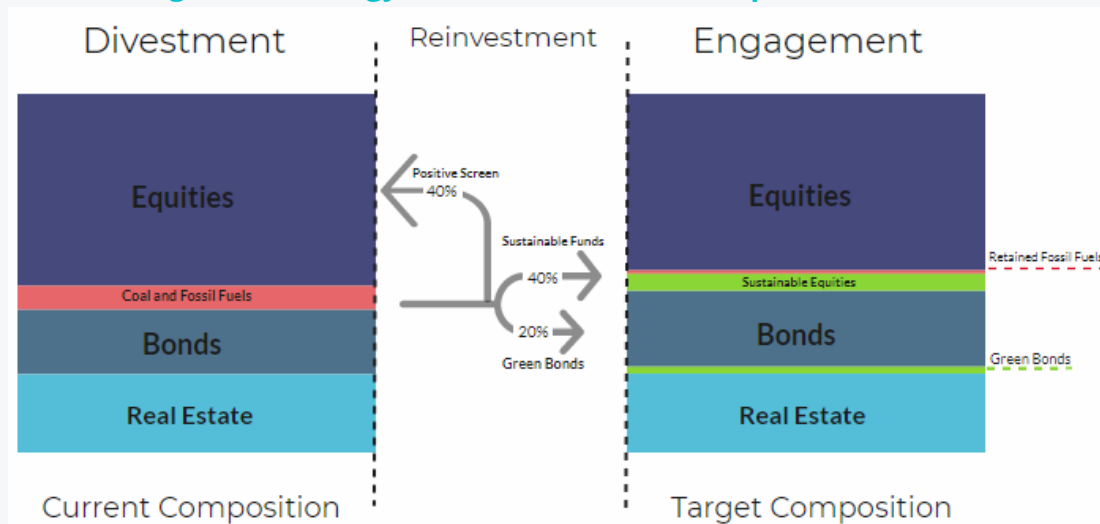 Divestment
Reinvestment
Engagement
Equities
Coal and Fossil Fuels
Bonds
Real Estate
Positive Screen
40%
Sustainable Funds
40%
20%
Green Bonds
Equities
Retained Fossil Fuels
Sustainable Equities
Bonds
Green Bonds
Real Estate
Current Composition
Target Composition